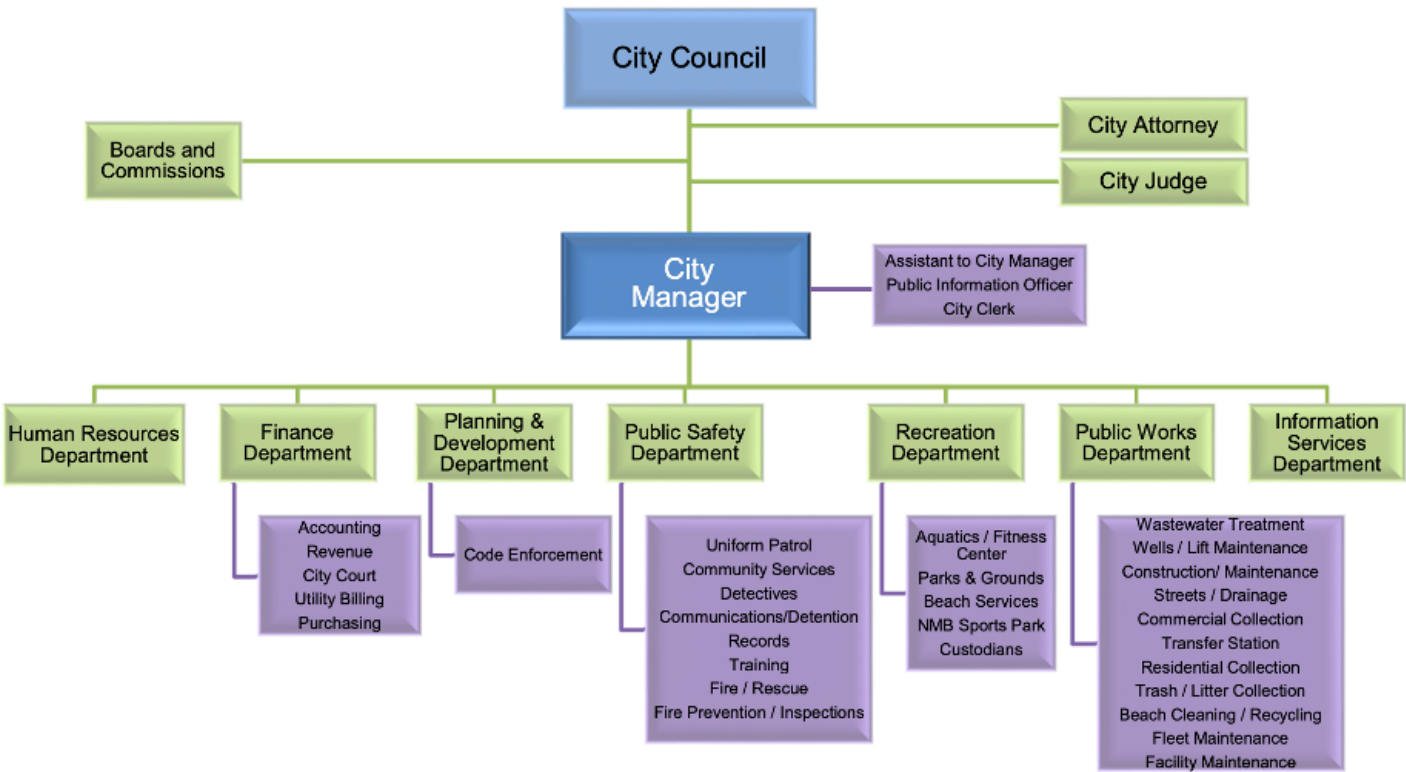 City Council
City Attorney
Boards and
Commissions
City Judge
City
Manager
Assistant to City Manager
Public Information Officer
City Clerk
Human Resources
Department
Finance
Department
Planning &
Development
Department
Public Safety
Department
Recreation
Department
Public Works
Department
Information
Services
Department
Accounting
Revenue
City Court
Utility Billing
Purchasing
Code Enforcement
Uniform Patrol
Community Services
Detectives
Communications/Detention
Records
Training
Fire / Rescue
Fire Prevention / Inspections
Aquatics / Fitness
Center
Parks & Grounds
Beach Services
NMB Sports Park
Custodians
Wastewater Treatment
Wells / Lift Maintenance
Construction/ Maintenance
Streets / Drainage
Commercial Collection
Transfer Station
Residential Collection
Trash / Litter Collection
Beach Cleaning / Recycling
Fleet Maintenance
Facility Maintenance